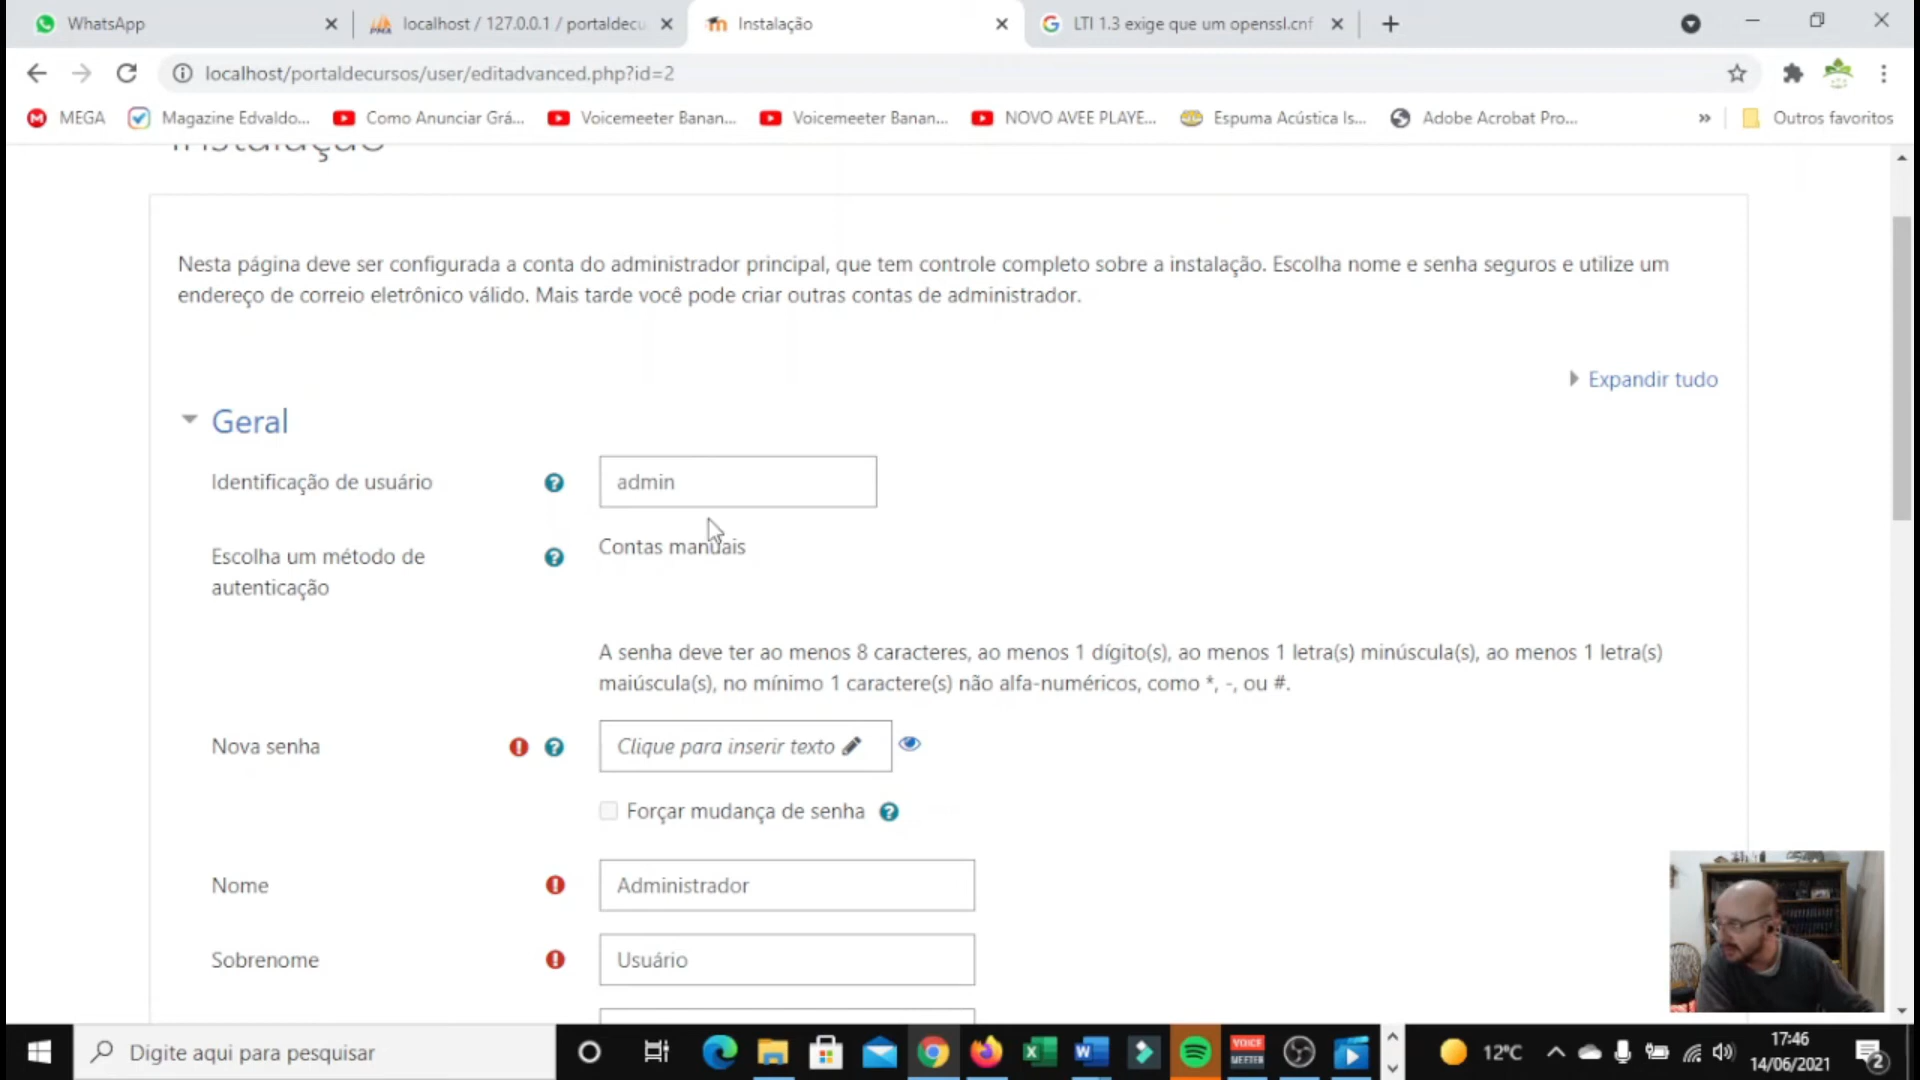 WhatsApp
localhost / 127.0.0.1 / portaldecu
Instalação
LTI 1.3 exige que um openssl.cnf
localhost/portaldecursos/user/editadvanced.php?id=2
MEGA
Magazine Edvaldo...
Como Anunciar Grá...
Voicemeeter Banan...
Voicemeeter Banan...
NOVO AVEE PLAYE...
Espuma Acústica Is...
Adobe Acrobat Pro...
»
Outros favoritos
Instalação
Nesta página deve ser configurada a conta do administrador principal, que tem controle completo sobre a instalação. Escolha nome e senha seguros e utilize um
endereço de correio eletrônico válido. Mais tarde você pode criar outras contas de administrador.
Expandir tudo
Geral
Identificação de usuário
admin
Escolha um método de
autenticação
Contas manuais
A senha deve ter ao menos 8 caracteres, ao menos 1 dígito(s), ao menos 1 letra(s) minúscula(s), ao menos 1 letra(s)
maiúscula(s), no mínimo 1 caractere(s) não alfa-numéricos, como *, -, ou #.
Nova senha
Clique para inserir texto
Forçar mudança de senha
Nome
Administrador
Sobrenome
Usuário
Digite aqui para pesquisar
VOICE
MEETER
12°C
17:46
14/06/2021
2